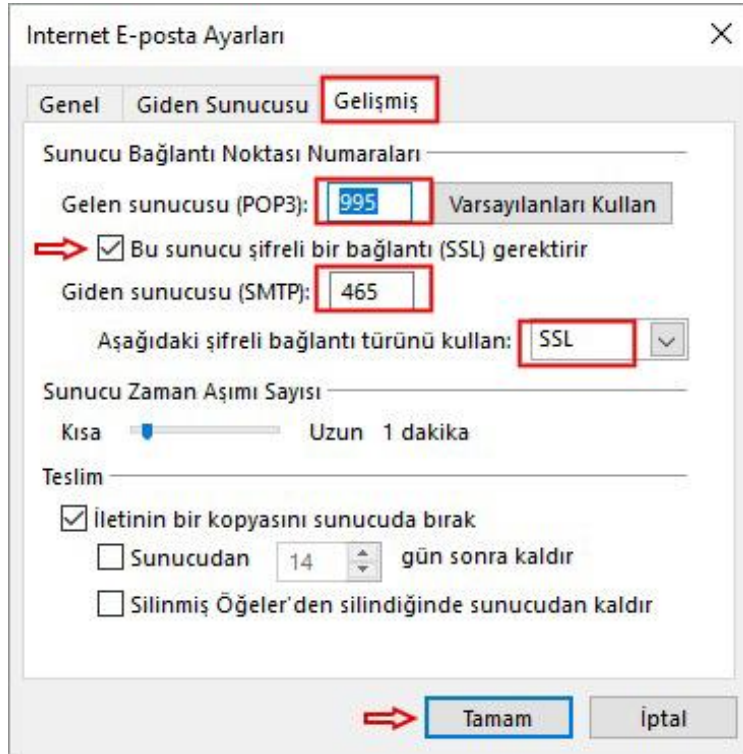 Internet E-posta Ayarları
Genel Giden Sunucusu Gelişmiş
Sunucu Bağlantı Noktası Numaraları
Gelen sunucusu (POP3): 995 Varsayılanları Kullan
Bu sunucu şifreli bir bağlantı (SSL) gerektirir
Giden sunucusu (SMTP): 465
Aşağıdaki şifreli bağlantı türünü kullan: SSL
Sunucu Zaman Aşımı Sayısı
Kısa Uzun 1 dakika
Teslim
İletinin bir kopyasını sunucuda bırak
Sunucudan 14 gün sonra kaldır
Silinmiş Öğeler'den silindiğinde sunucudan kaldır
Tamam İptal